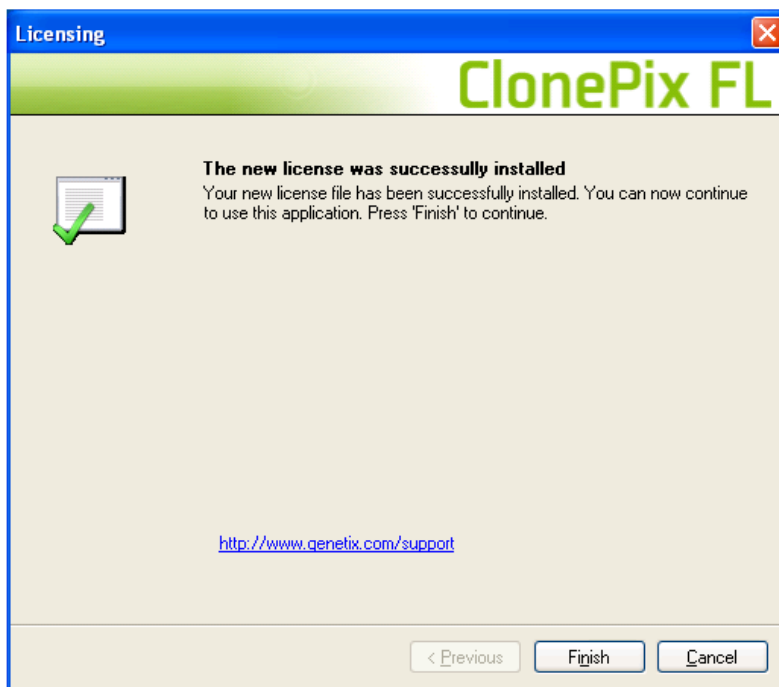 Licensing
ClonePix FL
The new license was successully installed
Your new license file has been successfully installed. You can now continue
to use this application. Press 'Finish' to continue.
http://www.genetix.com/support
< Previous
Finish
Cancel